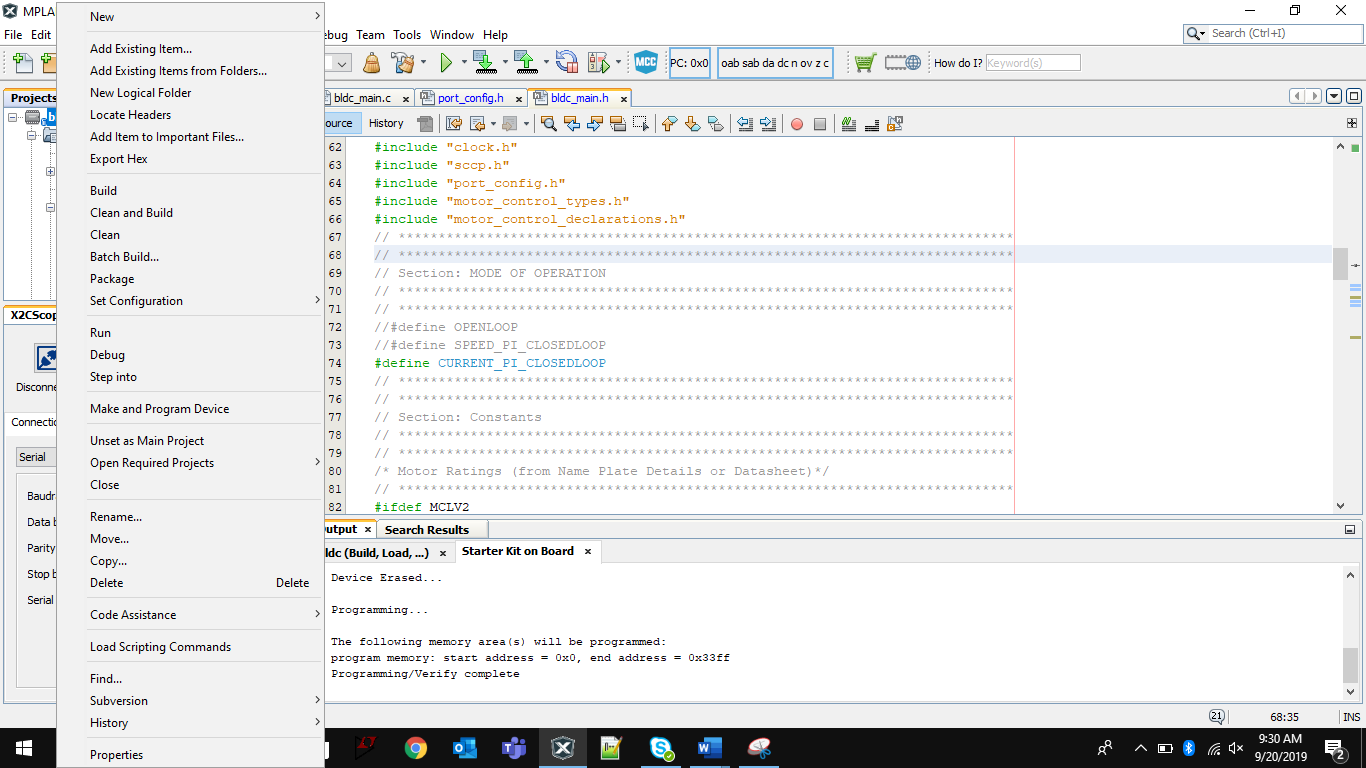 MPLA
File Edit
ebug Team Tools Window Help
Search (Ctrl+I)
PC: 0x0
oab sab da dc n ov z c
How do I?
Keyword(s)
MCC
Projects
b
X2CScop
Disconne
Connectio
Serial
Baudra
Data b
Parity
Stop b
Serial
New
Add Existing Item...
Add Existing Items from Folders...
New Logical Folder
Locate Headers
Add Item to Important Files...
Export Hex
Build
Clean and Build
Clean
Batch Build...
Package
Set Configuration
Run
Debug
Step into
Make and Program Device
Unset as Main Project
Open Required Projects
Close
Rename...
Move...
Copy...
Delete Delete
Code Assistance
Load Scripting Commands
Find...
Subversion
History
Properties
bldc_main.c
port_config.h
bldc_main.h
ource
History
62 #include "clock.h"
63 #include "sccp.h"
64 #include "port_config.h"
65 #include "motor_control_types.h"
66 #include "motor_control_declarations.h"
67 // *****************************************************************************
68 // *****************************************************************************
69 // Section: MODE OF OPERATION
70 // *****************************************************************************
71 // *****************************************************************************
72 //#define OPENLOOP
73 //#define SPEED_PI_CLOSEDLOOP
74 #define CURRENT_PI_CLOSEDLOOP
75 // *****************************************************************************
76 // *****************************************************************************
77 // Section: Constants
78 // *****************************************************************************
79 // *****************************************************************************
80 /* Motor Ratings (from Name Plate Details or Datasheet)*/
81 // *****************************************************************************
82 #ifdef MCLV2
utput
Search Results
ldc (Build, Load, ...)
Starter Kit on Board
Device Erased...
Programming...
The following memory area(s) will be programmed:
program memory: start address = 0x0, end address = 0x33ff
Programming/Verify complete
21
68:35
INS
9:30 AM
9/20/2019
2